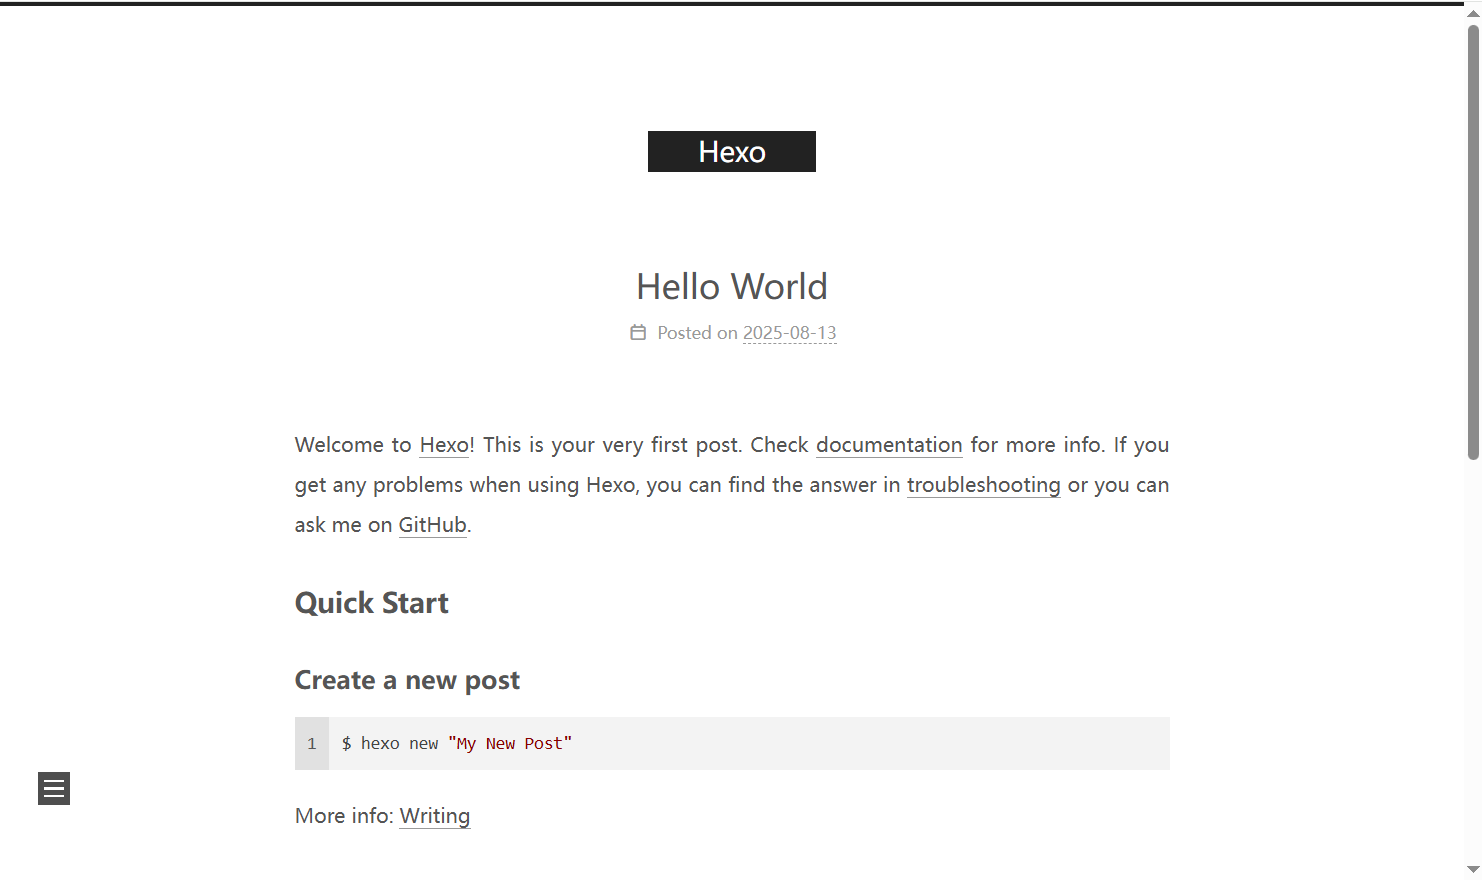 Hexo
Hello World
Posted on 2025-08-13
Welcome to Hexo! This is your very first post. Check documentation for more info. If you
get any problems when using Hexo, you can find the answer in troubleshooting or you can
ask me on GitHub.
Quick Start
Create a new post
1 $ hexo new "My New Post"
More info: Writing